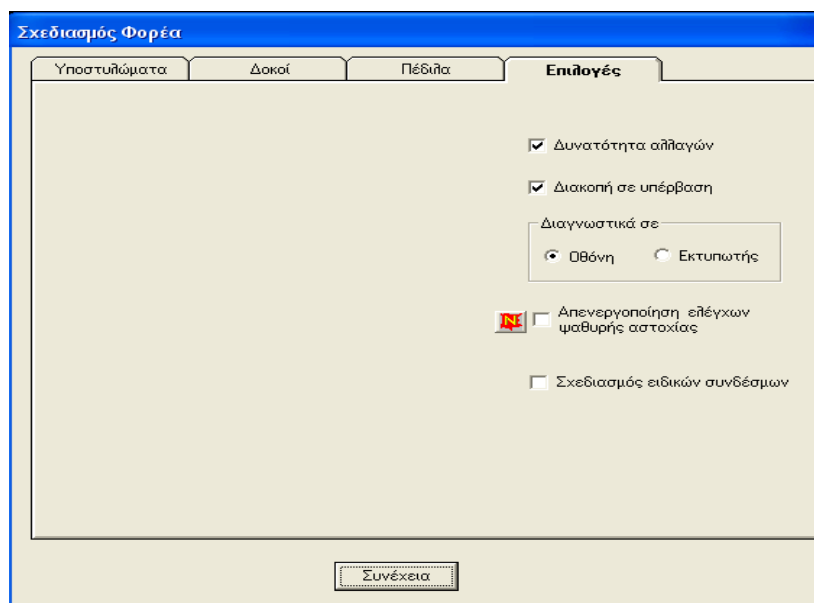 Σχεδιασμός Φορέα
Υποστυλώματα Δοκοί Πέδιλα Επιλογές
Δυνατότητα αλλαγών
Διακοπή σε υπέρβαση
Διαγνωστικά σε
Οθόνη Εκτυπωτής
N
Απενεργοποίηση ελέγχων
ψαθυρής αστοχίας
Σχεδιασμός ειδικών συνδέσμων
Συνέχεια